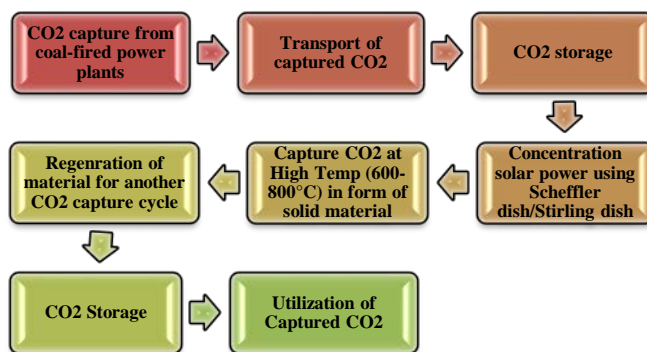 CO2 capture from
coal-fired power
plants
Transport of
captured CO2
CO2 storage
Concentration
solar power using
Scheffler
dish/Stirling dish
Capture CO2 at
High Temp (600-
800°C) in form of
solid material
Regenration of
material for another
CO2 capture cycle
CO2 Storage
Utilization of
Captured CO2